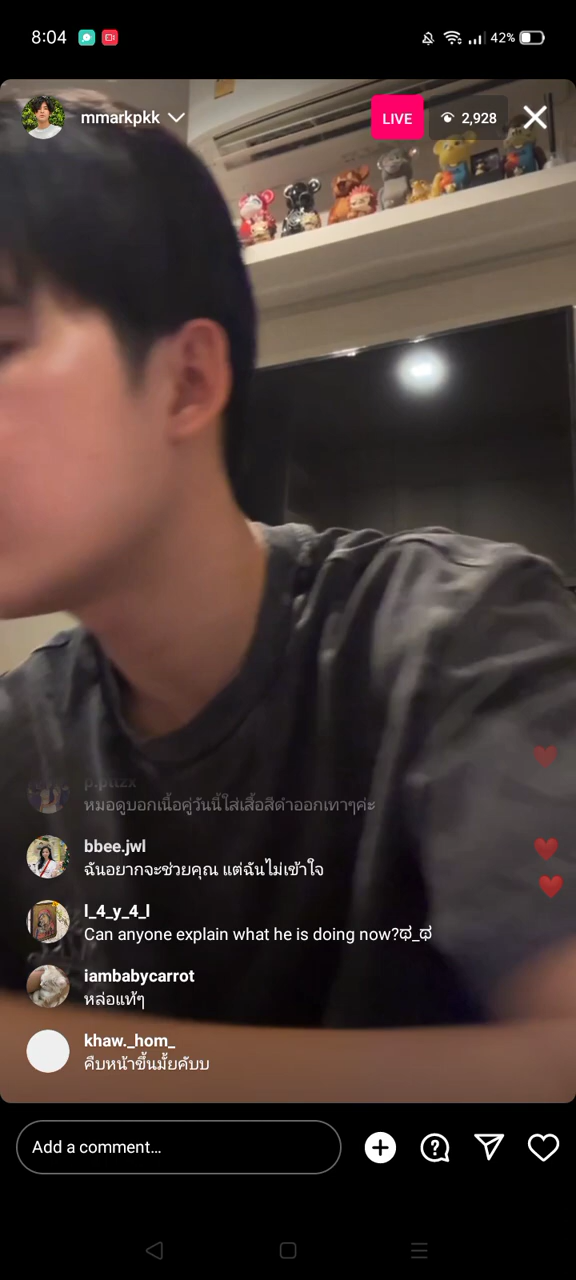 8:04
42%
mmarkpkk
LIVE
2,928
p.pttzx
หมอดูบอกเนื้อคู่วันนี้ใส่เสื้อสีดำออกเทาๆค่ะ
bbee.jwl
ฉันอยากจะช่วยคุณ แต่ฉันไม่เข้าใจ
l_4_y_4_l
Can anyone explain what he is doing now?ಥ_ಥ
iambabycarrot
หล่อแท้ๆ
khaw._hom_
คืบหน้าขึ้นมั้ยคับบ
Add a comment...